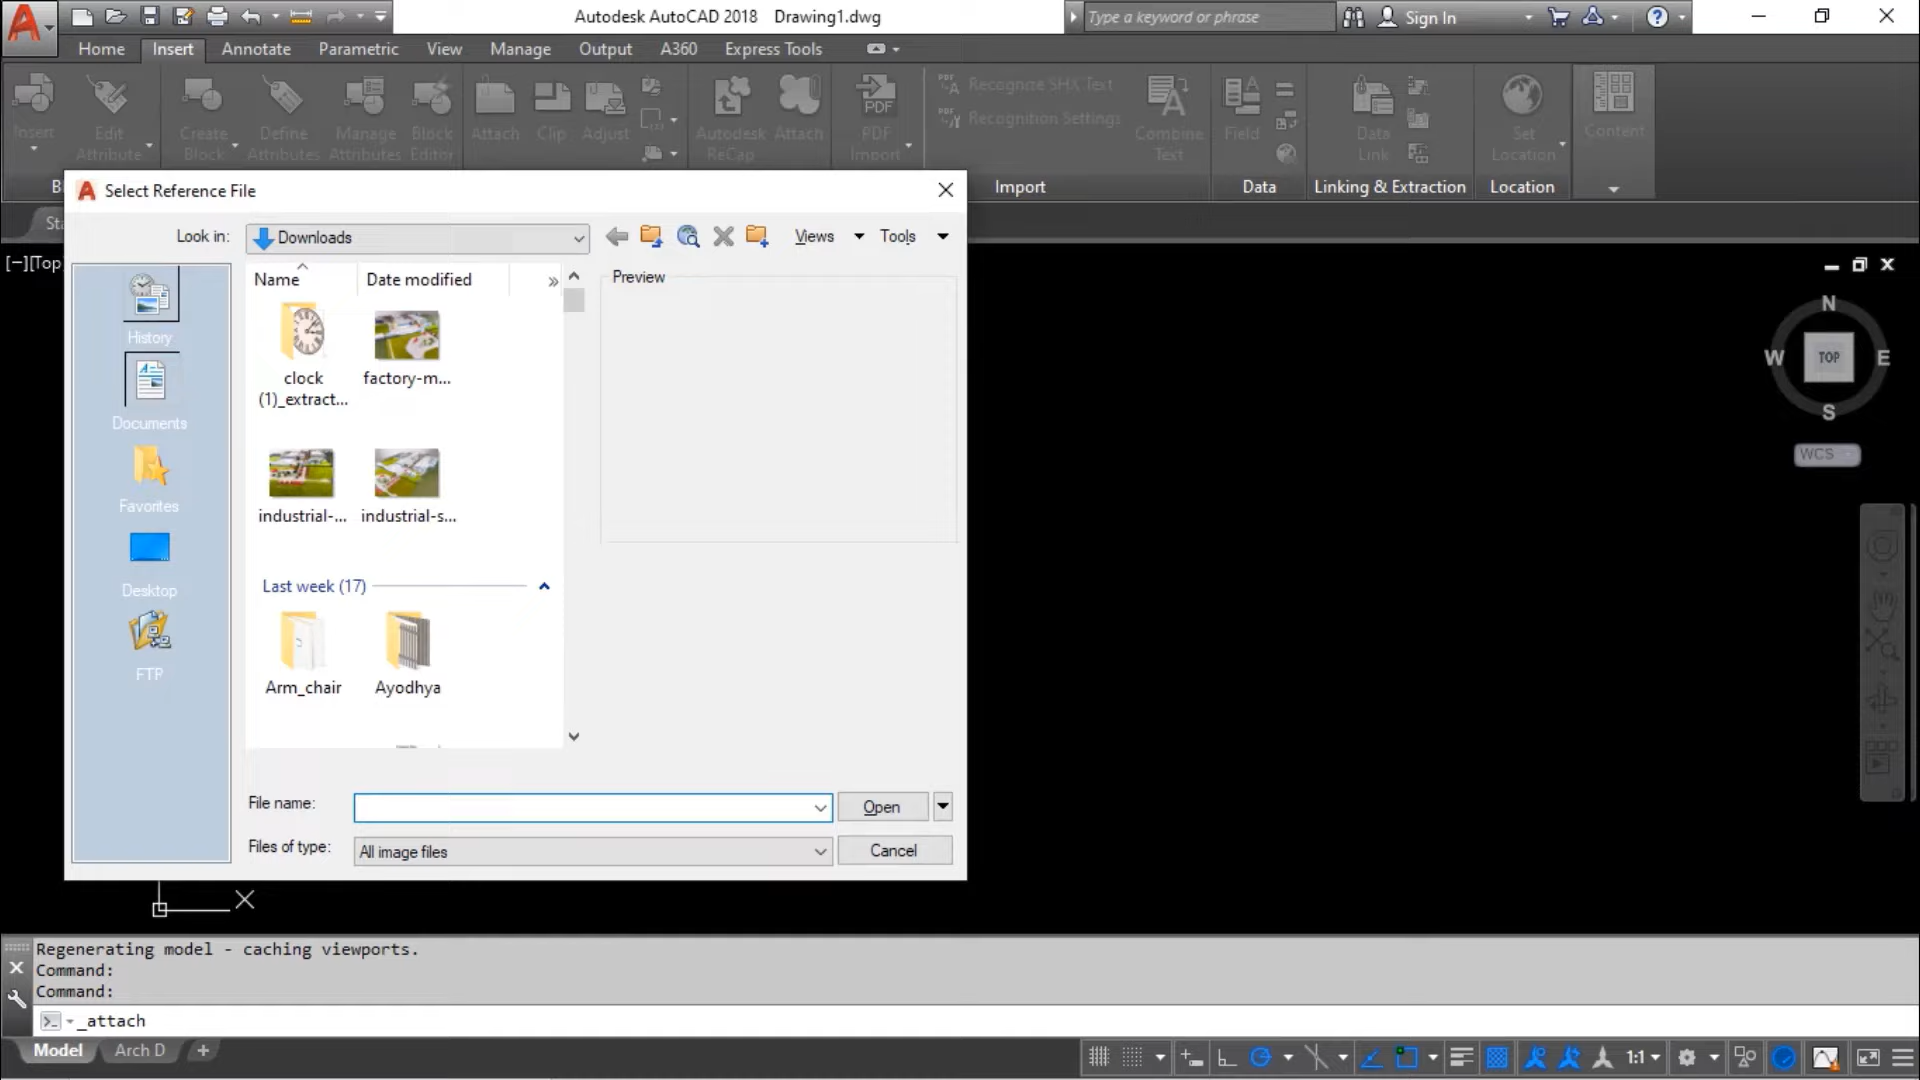 Autodesk AutoCAD 2018 Drawing1.dwg
Type a keyword or phrase
Sign In
Home Insert Annotate Parametric View Manage Output A360 Express Tools
Insert
Edit Attribute
Create Block
Define Attributes
Manage Attributes
Block Editor
Attach
Clip
Adjust
Autodesk ReCap
Attach
PDF
PDF Import
Recognize SHX Text
Recognition Settings
Combine Text
Field
Data Link
Set Location
Content
Import
Data
Linking & Extraction
Location
Select Reference File
Look in:
Downloads
Views
Tools
[−][Top]
History
Documents
Favorites
Desktop
FTP
Name
Date modified
Preview
clock
(1)_extract...
factory-m...
industrial-...
industrial-s...
Last week (17)
Arm_chair
Ayodhya
File name:
Open
Files of type:
All image files
Cancel
N
W
TOP
E
S
WCS
X
Regenerating model - caching viewports.
Command:
Command:
_attach
Model
Arch D
1:1